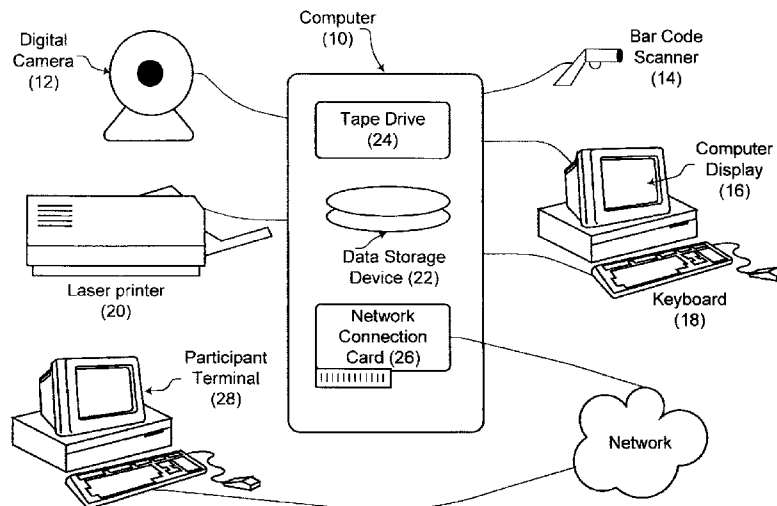 Digital
Camera
(12)
Computer
(10)
Bar Code
Scanner
(14)
Tape Drive
(24)
Computer
Display
(16)
Data Storage
Device (22)
Laser printer
(20)
Keyboard
(18)
Network
Connection
Card (26)
Participant
Terminal
(28)
Network